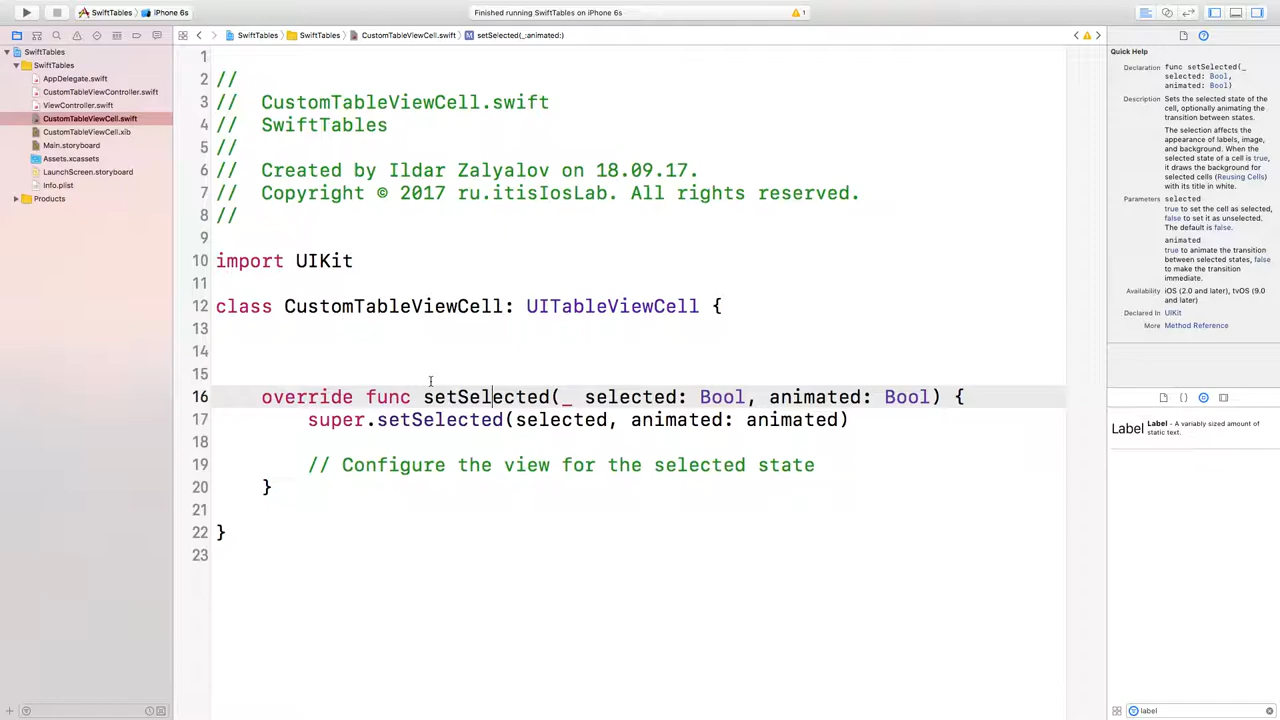 SwiftTables
iPhone 6s
Finished running SwiftTables on iPhone 6s
1
SwiftTables
SwiftTables
AppDelegate.swift
CustomTableViewController.swift
ViewController.swift
CustomTableViewCell.swift
CustomTableViewCell.xib
Main.storyboard
Assets.xcassets
LaunchScreen.storyboard
Info.plist
Products
SwiftTables
SwiftTables
CustomTableViewCell.swift
M
setSelected(_:animated:)
1
2 //
3 //  CustomTableViewCell.swift
4 //  SwiftTables
5 //
6 //  Created by Ildar Zalyalov on 18.09.17.
7 //  Copyright © 2017 ru.itisIosLab. All rights reserved.
8 //
9
10 import UIKit
11
12 class CustomTableViewCell: UITableViewCell {
13
14
15
16 override func setSelected(_ selected: Bool, animated: Bool) {
17 super.setSelected(selected, animated: animated)
18
19 // Configure the view for the selected state
20 }
21
22 }
23
Quick Help
Declaration func setSelected(_
selected: Bool,
animated: Bool)
Description Sets the selected state of the
cell, optionally animating the
transition between states.
The selection affects the
appearance of labels, image,
and background. When the
selected state of a cell is true,
it draws the background for
selected cells (Reusing Cells)
with its title in white.
Parameters selected
true to set the cell as selected,
false to set it as unselected.
The default is false.
animated
true to animate the transition
between selected states, false
to make the transition
immediate.
Availability iOS (2.0 and later), tvOS (9.0
and later)
Declared In UIKit
More Method Reference
Label
Label - A variably sized amount of
static text.
label